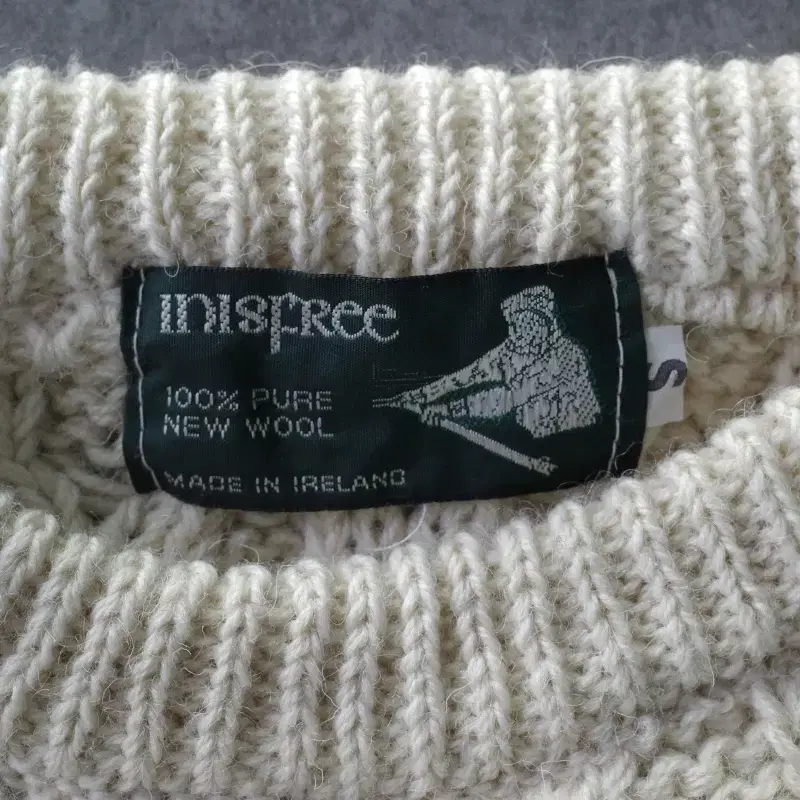 INISFREE
100% PURE
NEW WOOL
MADE IN IRELAND
S